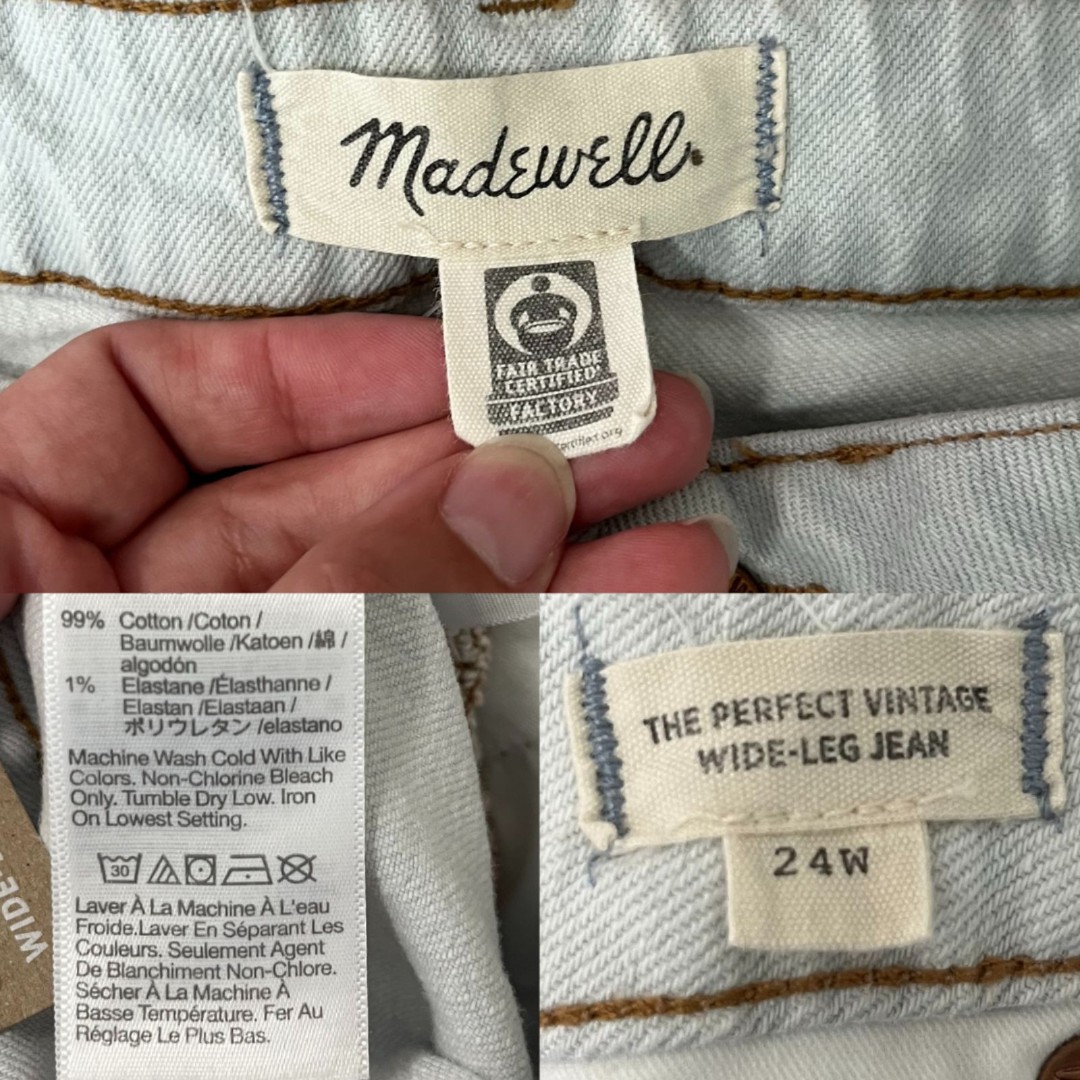 Madewell.
FAIR TRADE
CERTIFIED
FACTORY
99% Cotton /Coton /
Baumwolle /Katoen /綿 /
algodón
1% Elastane /Élasthanne /
Elastan /Elastaan /
ポリウレタン /elastano
Machine Wash Cold With Like
Colors. Non-Chlorine Bleach
Only. Tumble Dry Low. Iron
On Lowest Setting.
30
Laver À La Machine À L'eau
Froide.Laver En Séparant Les
Couleurs. Seulement Agent
De Blanchiment Non-Chlore.
Sécher À La Machine À
Basse Température. Fer Au
Réglage Le Plus Bas.
WIDE
THE PERFECT VINTAGE
WIDE-LEG JEAN
24W